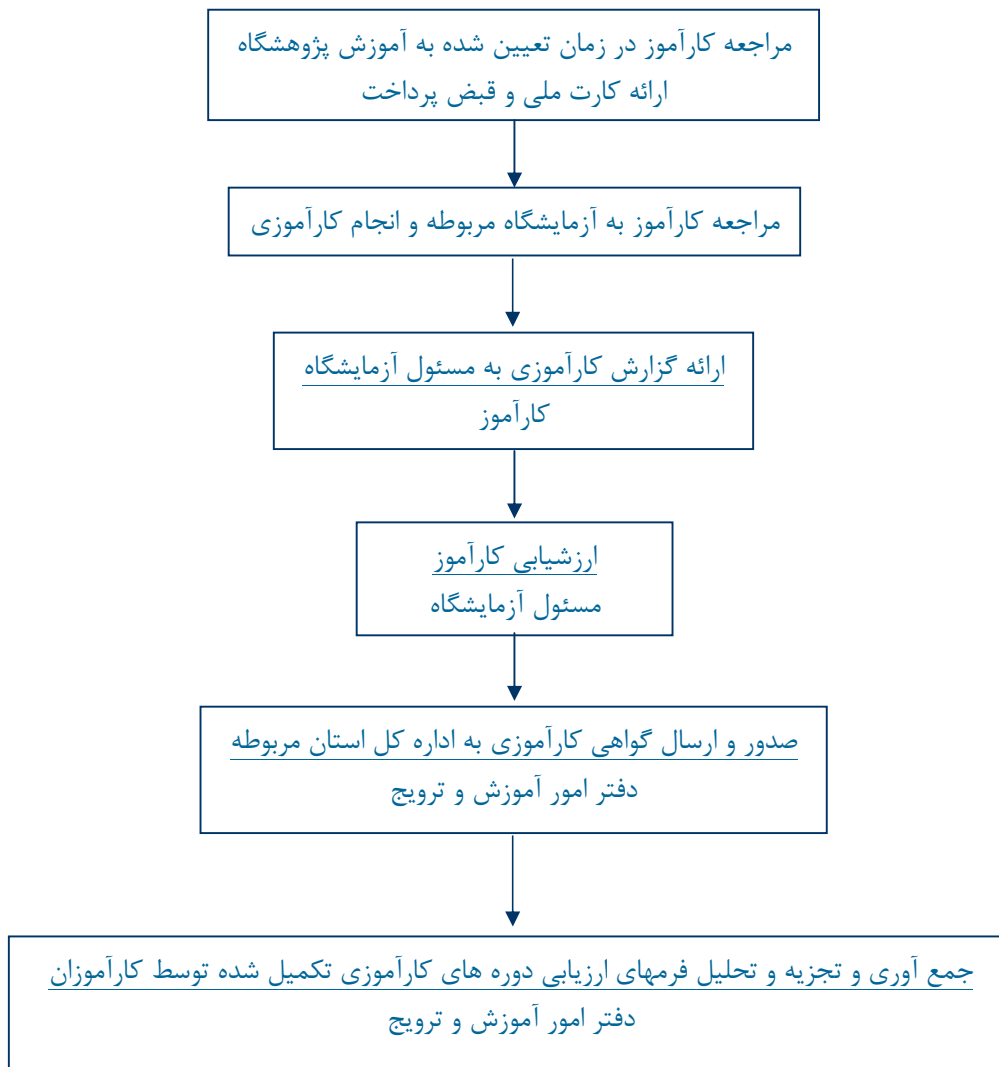 مراجعه کارآموز در زمان تعیین شده به آموزش پژوهشگاه
ارائه کارت ملی و قبض پرداخت
مراجعه کارآموز به آزمایشگاه مربوطه و انجام کارآموزی
ارائه گزارش کارآموزی به مسئول آزمایشگاه
کارآموز
ارزشیابی کارآموز
مسئول آزمایشگاه
صدور و ارسال گواهی کارآموزی به اداره کل استان مربوطه
دفتر امور آموزش و ترویج
جمع آوری و تجزیه و تحلیل فرمهای ارزیابی دوره های کارآموزی تکمیل شده توسط کارآموزان
دفتر امور آموزش و ترویج